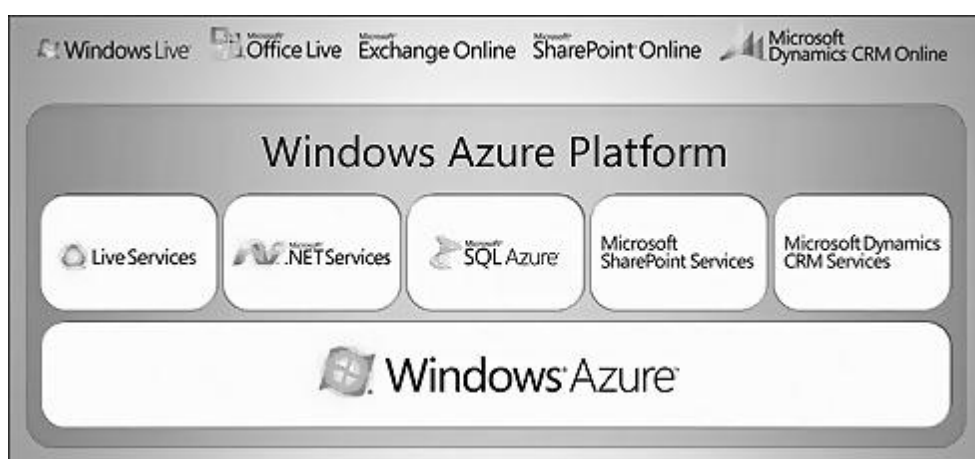 Windows Live Microsoft Office Live Microsoft Exchange Online Microsoft SharePoint Online Microsoft Dynamics CRM Online
Windows Azure Platform
Live Services Microsoft .NET Services Microsoft SQL Azure Microsoft SharePoint Services Microsoft Dynamics CRM Services
Windows Azure